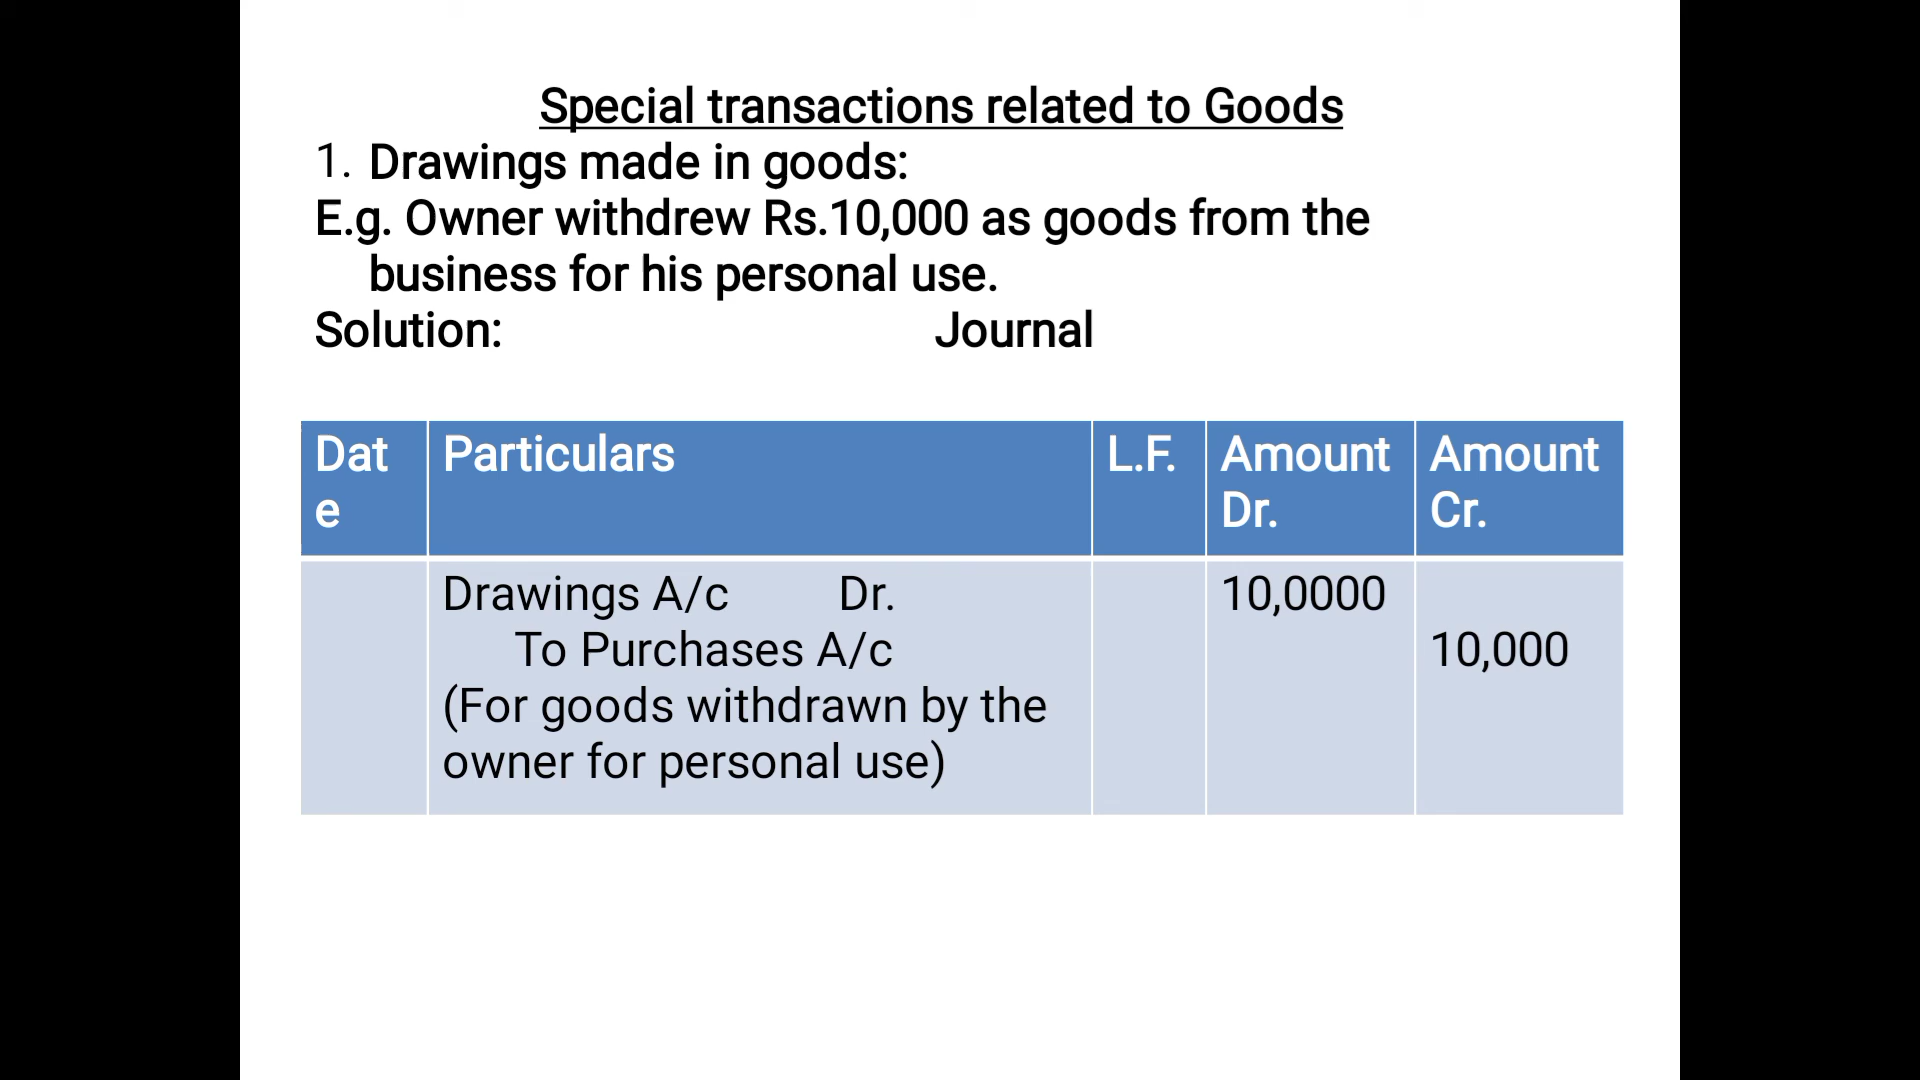 Special transactions related to Goods
1. Drawings made in goods:
E.g. Owner withdrew Rs.10,000 as goods from the
business for his personal use.
Solution: Journal
Dat
e
Particulars
L.F.
Amount
Dr.
Amount
Cr.
Drawings A/c Dr. 10,0000
To Purchases A/c 10,000
(For goods withdrawn by the
owner for personal use)